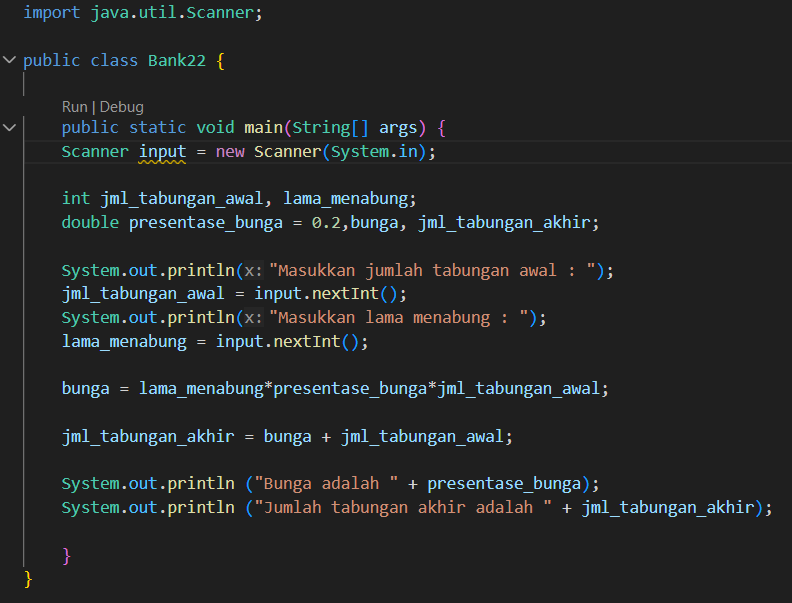 import java.util.Scanner;
public class Bank22 {
Run | Debug
public static void main(String[] args) {
Scanner input = new Scanner(System.in);
int jml_tabungan_awal, lama_menabung;
double presentase_bunga = 0.2,bunga, jml_tabungan_akhir;
System.out.println(x: "Masukkan jumlah tabungan awal : ");
jml_tabungan_awal = input.nextInt();
System.out.println(x: "Masukkan lama menabung : ");
lama_menabung = input.nextInt();
bunga = lama_menabung*presentase_bunga*jml_tabungan_awal;
jml_tabungan_akhir = bunga + jml_tabungan_awal;
System.out.println ("Bunga adalah " + presentase_bunga);
System.out.println ("Jumlah tabungan akhir adalah " + jml_tabungan_akhir);
}
}